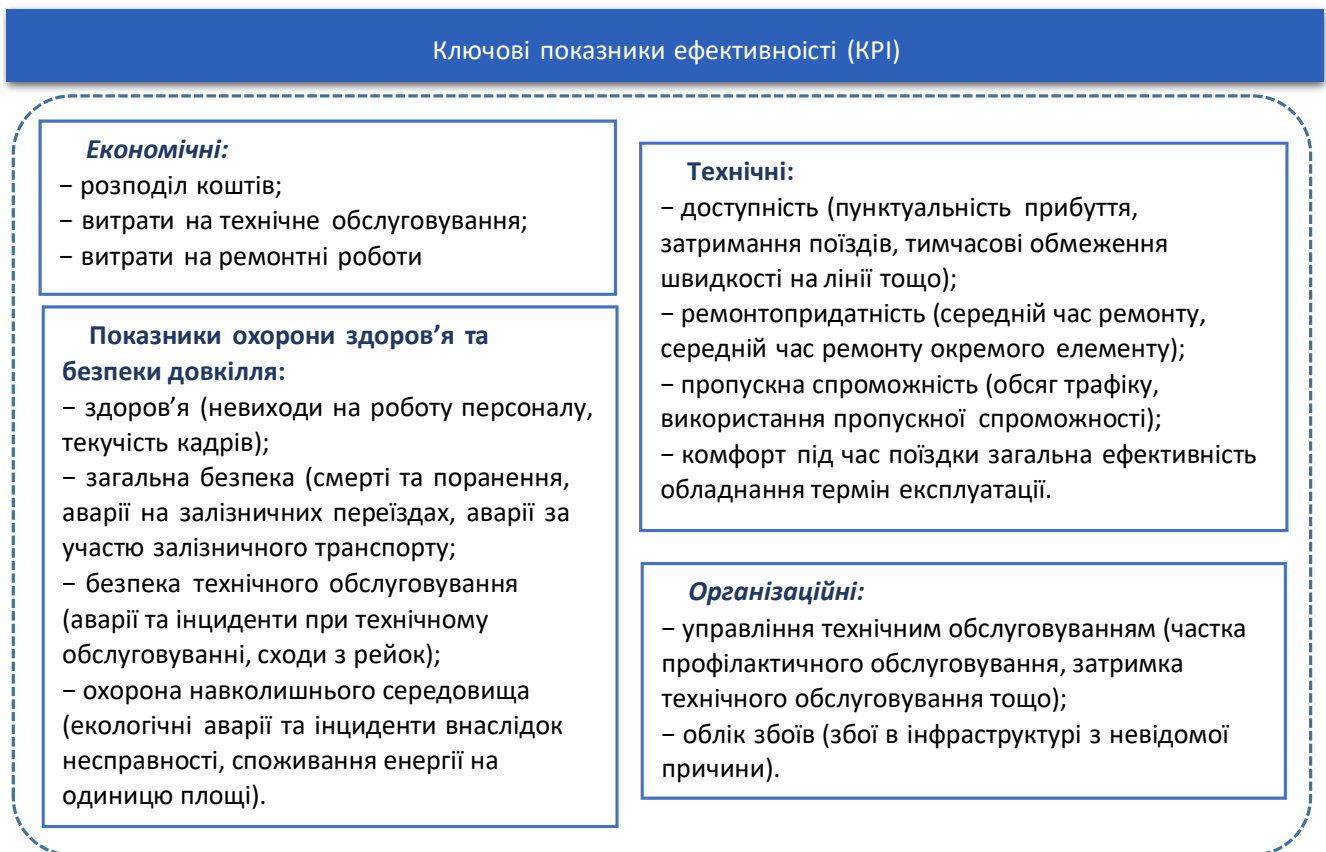 Ключові показники ефективноісті (КРІ)
Економічні:
− розподіл коштів;
− витрати на технічне обслуговування;
− витрати на ремонтні роботи
Показники охорони здоров’я та
безпеки довкілля:
− здоров’я (невиходи на роботу персоналу,
текучість кадрів);
− загальна безпека (смерті та поранення,
аварії на залізничних переїздах, аварії за
участю залізничного транспорту;
− безпека технічного обслуговування
(аварії та інциденти при технічному
обслуговуванні, сходи з рейок);
− охорона навколишнього середовища
(екологічні аварії та інциденти внаслідок
несправності, споживання енергії на
одиницю площі).
Технічні:
− доступність (пунктуальність прибуття,
затримання поїздів, тимчасові обмеження
швидкості на лінії тощо);
− ремонтопридатність (середній час ремонту,
середній час ремонту окремого елементу);
− пропускна спроможність (обсяг трафіку,
використання пропускної спроможності);
− комфорт під час поїздки загальна ефективність
обладнання термін експлуатації.
Організаційні:
− управління технічним обслуговуванням (частка
профілактичного обслуговування, затримка
технічного обслуговування тощо);
− облік збоїв (збої в інфраструктурі з невідомої
причини).